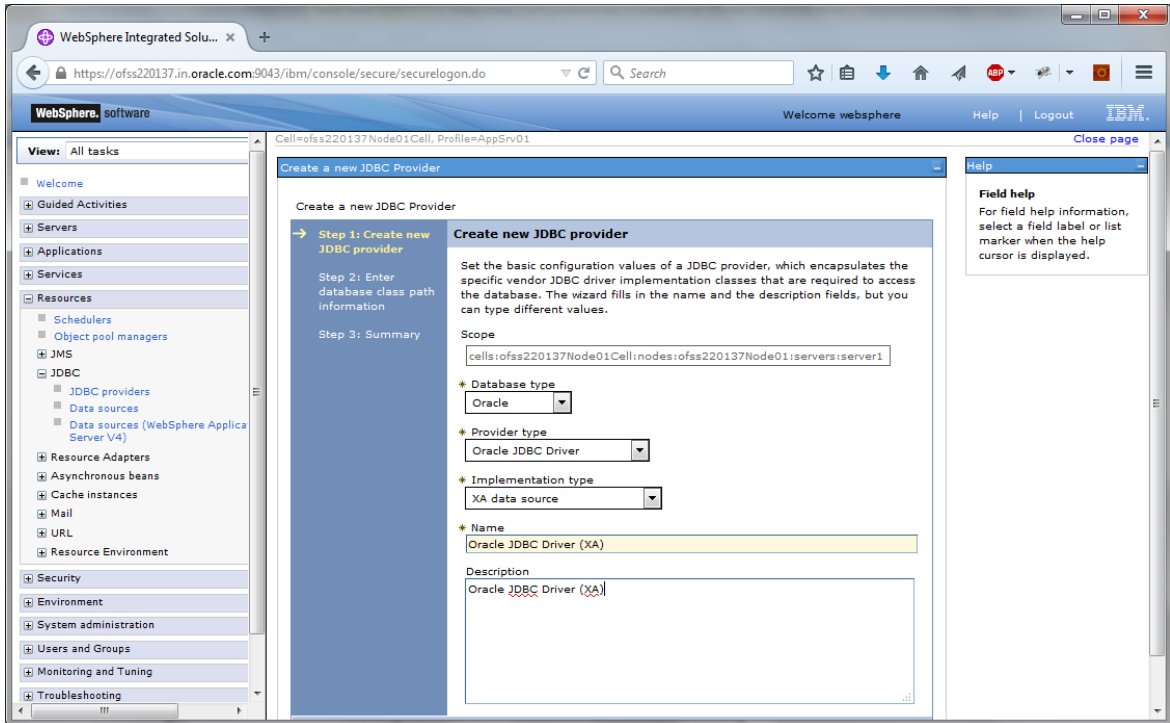 WebSphere Integrated Solu...
https://ofss220137.in.oracle.com:9043/ibm/console/secure/securelogon.do
Search
ABP
WebSphere. software
Welcome websphere
Help | Logout
IBM.
View: All tasks
Welcome
Guided Activities
Servers
Applications
Services
Resources
Schedulers
Object pool managers
JMS
JDBC
JDBC providers
Data sources
Data sources (WebSphere Applica
Server V4)
Resource Adapters
Asynchronous beans
Cache instances
Mail
URL
Resource Environment
Security
Environment
System administration
Users and Groups
Monitoring and Tuning
Troubleshooting
Cell=ofss220137Node01Cell, Profile=AppSrv01
Close page
Create a new JDBC Provider
Create a new JDBC Provider
Step 1: Create new
JDBC provider
Step 2: Enter
database class path
information
Step 3: Summary
Create new JDBC provider
Set the basic configuration values of a JDBC provider, which encapsulates the
specific vendor JDBC driver implementation classes that are required to access
the database. The wizard fills in the name and the description fields, but you
can type different values.
Scope
cells:ofss220137Node01Cell:nodes:ofss220137Node01:servers:server1
* Database type
Oracle
* Provider type
Oracle JDBC Driver
* Implementation type
XA data source
* Name
Oracle JDBC Driver (XA)
Description
Oracle JDBC Driver (XA)
Help
Field help
For field help information,
select a field label or list
marker when the help
cursor is displayed.